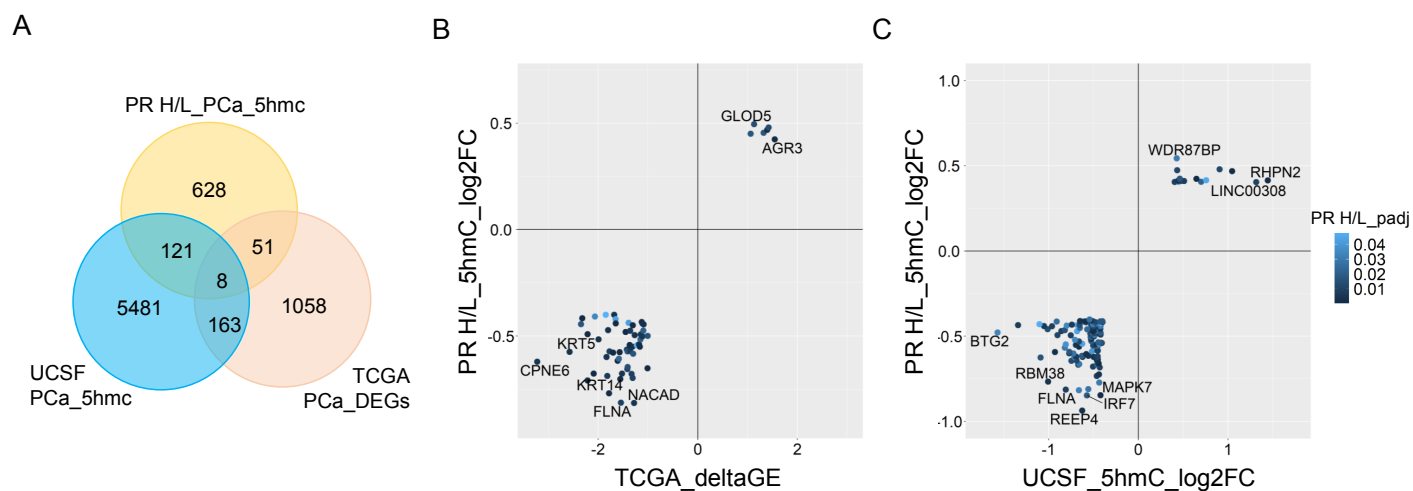 A
PR H/L_PCa_5hmc
628
121
51
8
5481
1058
163
UCSF
PCa_5hmc
TCGA
PCa_DEGs
B
PR H/L_5hmC_log2FC
0.5
0.0
-0.5
GLOD5
AGR3
KRT5
CPNE6
KRT14
NACAD
FLNA
-2
0
2
TCGA_deltaGE
C
PR H/L_5hmC_log2FC
1.0
0.5
0.0
-0.5
-1.0
WDR87BP
RHPN2
LINC00308
BTG2
RBM38
MAPK7
FLNA
IRF7
REEP4
-1
0
1
UCSF_5hmC_log2FC
PR H/L_padj
0.04
0.03
0.02
0.01